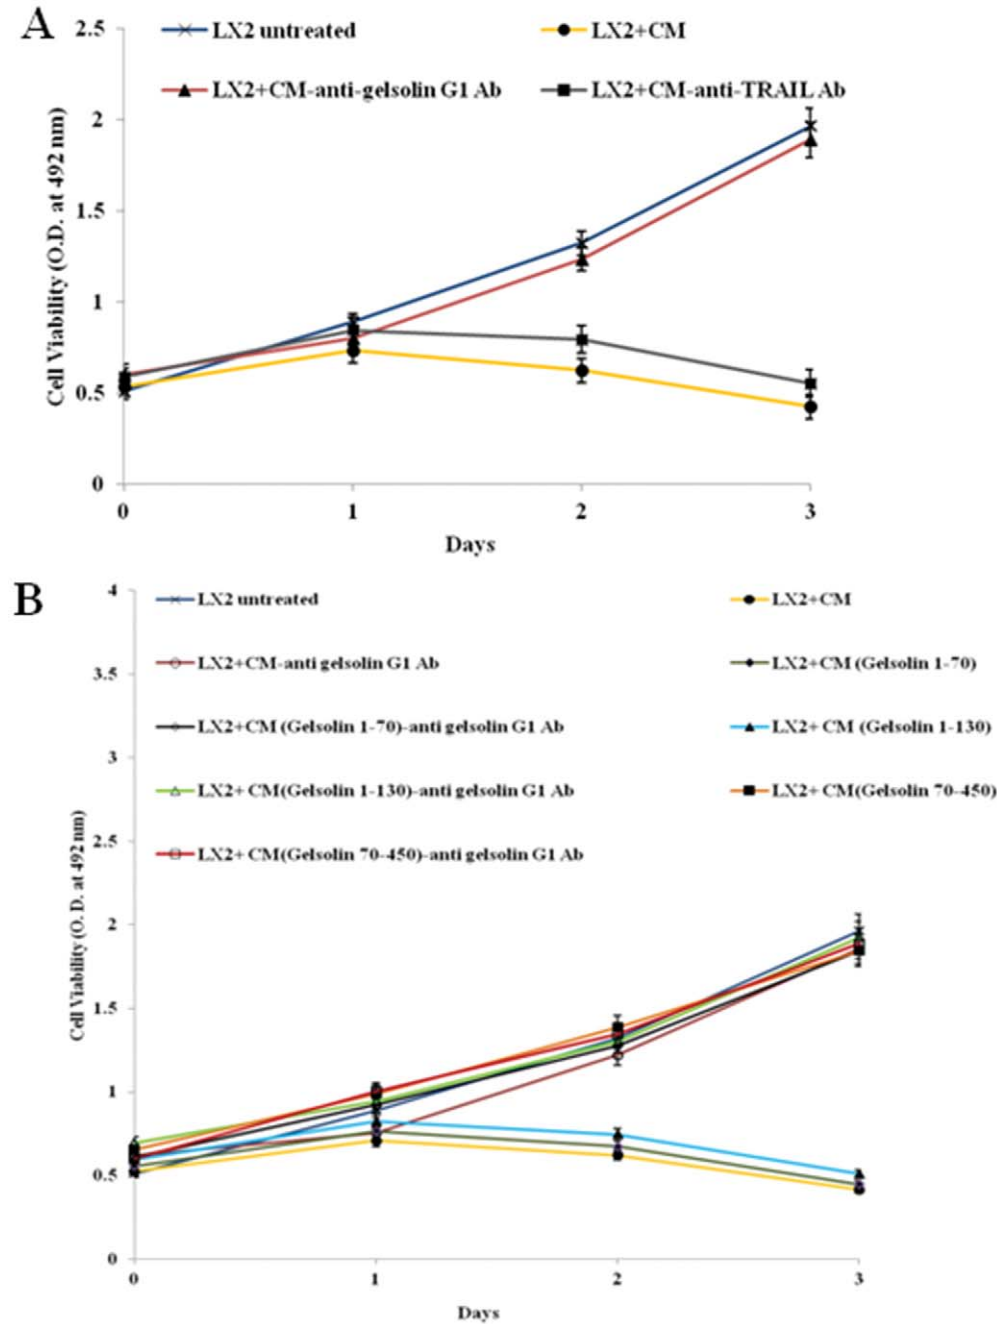 A
2.5
LX2 untreated
LX2+CM
LX2+CM-anti-gelsolin G1 Ab
LX2+CM-anti-TRAIL Ab
2
1.5
1
0.5
0
Cell Viability (O.D. at 492 nm)
0 1 2 3
Days
B
4
LX2 untreated
LX2+CM
3.5
LX2+CM-anti gelsolin G1 Ab
LX2+CM (Gelsolin 1-70)
LX2+CM (Gelsolin 1-70)-anti gelsolin G1 Ab
LX2+ CM (Gelsolin 1-130)
3
LX2+ CM(Gelsolin 1-130)-anti gelsolin G1 Ab
LX2+ CM(Gelsolin 70-450)
2.5
LX2+ CM(Gelsolin 70-450)-anti gelsolin G1 Ab
2
1.5
1
0.5
0
Cell Viability (O. D. at 492 nm)
0 1 2 3
Days